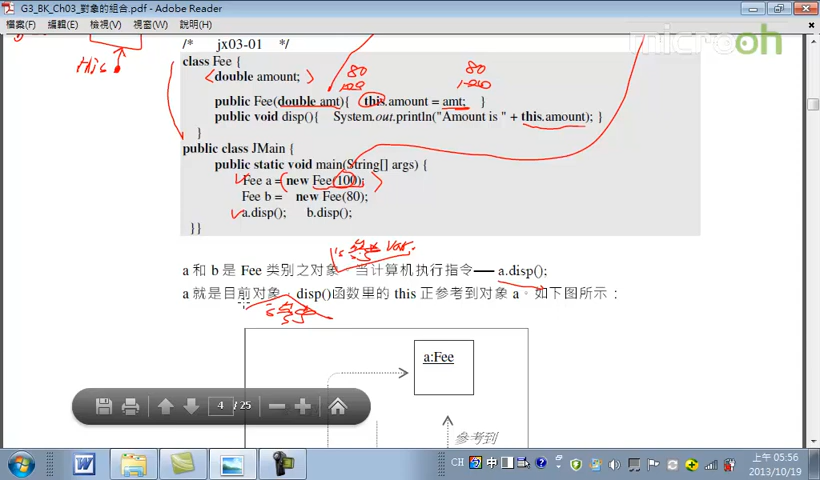 G3_BK_Ch03_對象的組合.pdf - Adobe Reader
檔案(F) 編輯(E) 檢視(V) 視窗(W) 說明(H)
microoh
/* jx03-01 */
this
class Fee {
double amount;
80
80
100
public Fee(double amt){ this.amount = amt; }
public void disp(){ System.out.println("Amount is " + this.amount); }
}
public class JMain {
public static void main(String[] args) {
Fee a = new Fee(100);
Fee b = new Fee(80);
a.disp(); b.disp();
}}
a 和 b 是 Fee 类别之对象。当计算机执行指令── a.disp();
a 就是目前对象，disp()函数里的 this 正参考到对象 a。如下图所示：
a:Fee
4 / 25
參考到
CH 中
上午 05:56
2013/10/19